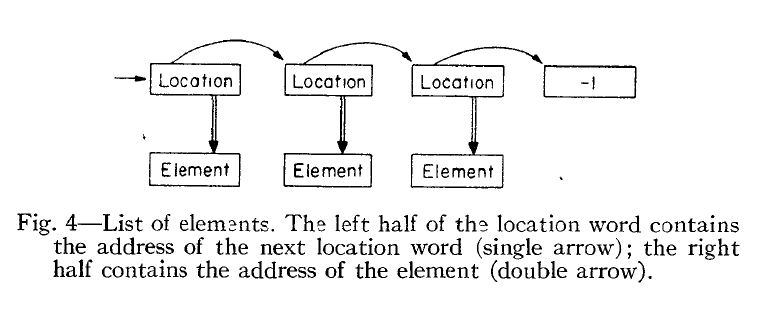 Location Location Location -1
Element Element Element
Fig. 4—List of elements. The left half of the location word contains
the address of the next location word (single arrow); the right
half contains the address of the element (double arrow).